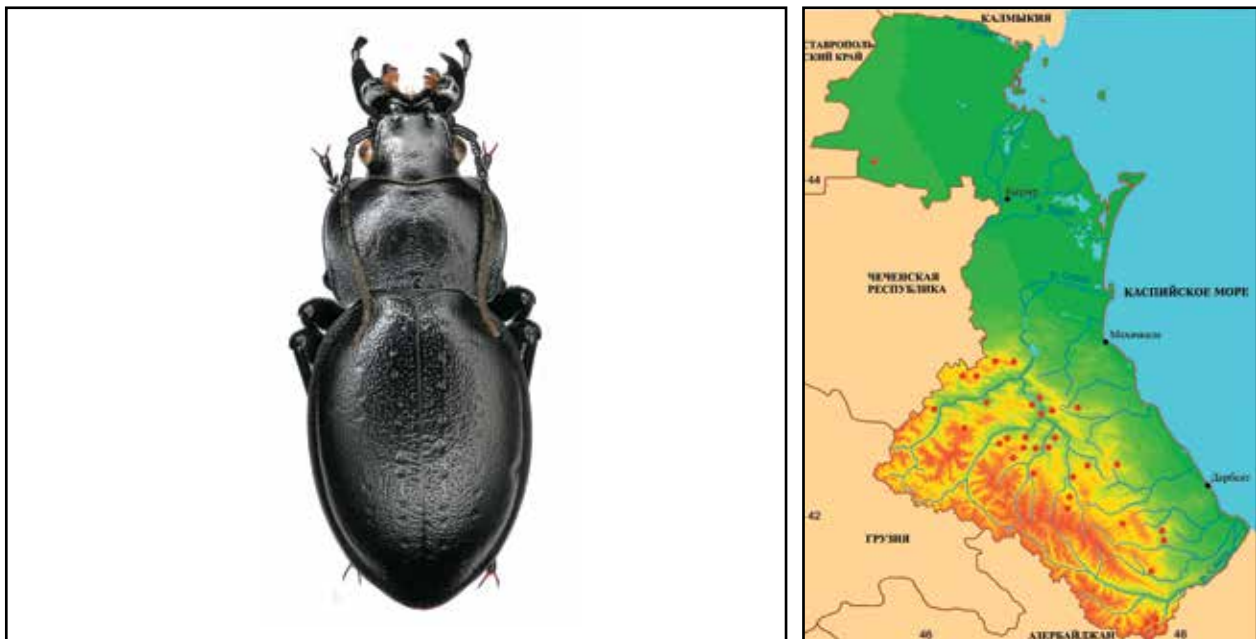 КАЛМЫКИЯ
СТАВРОПОЛЬ-
СКИЙ КРАЙ
44
ЧЕЧЕНСКАЯ
РЕСПУБЛИКА
КАСПИЙСКОЕ МОРЕ
Махачкала
Дербент
42
ГРУЗИЯ
46
АЗЕРБАЙДЖАН
48